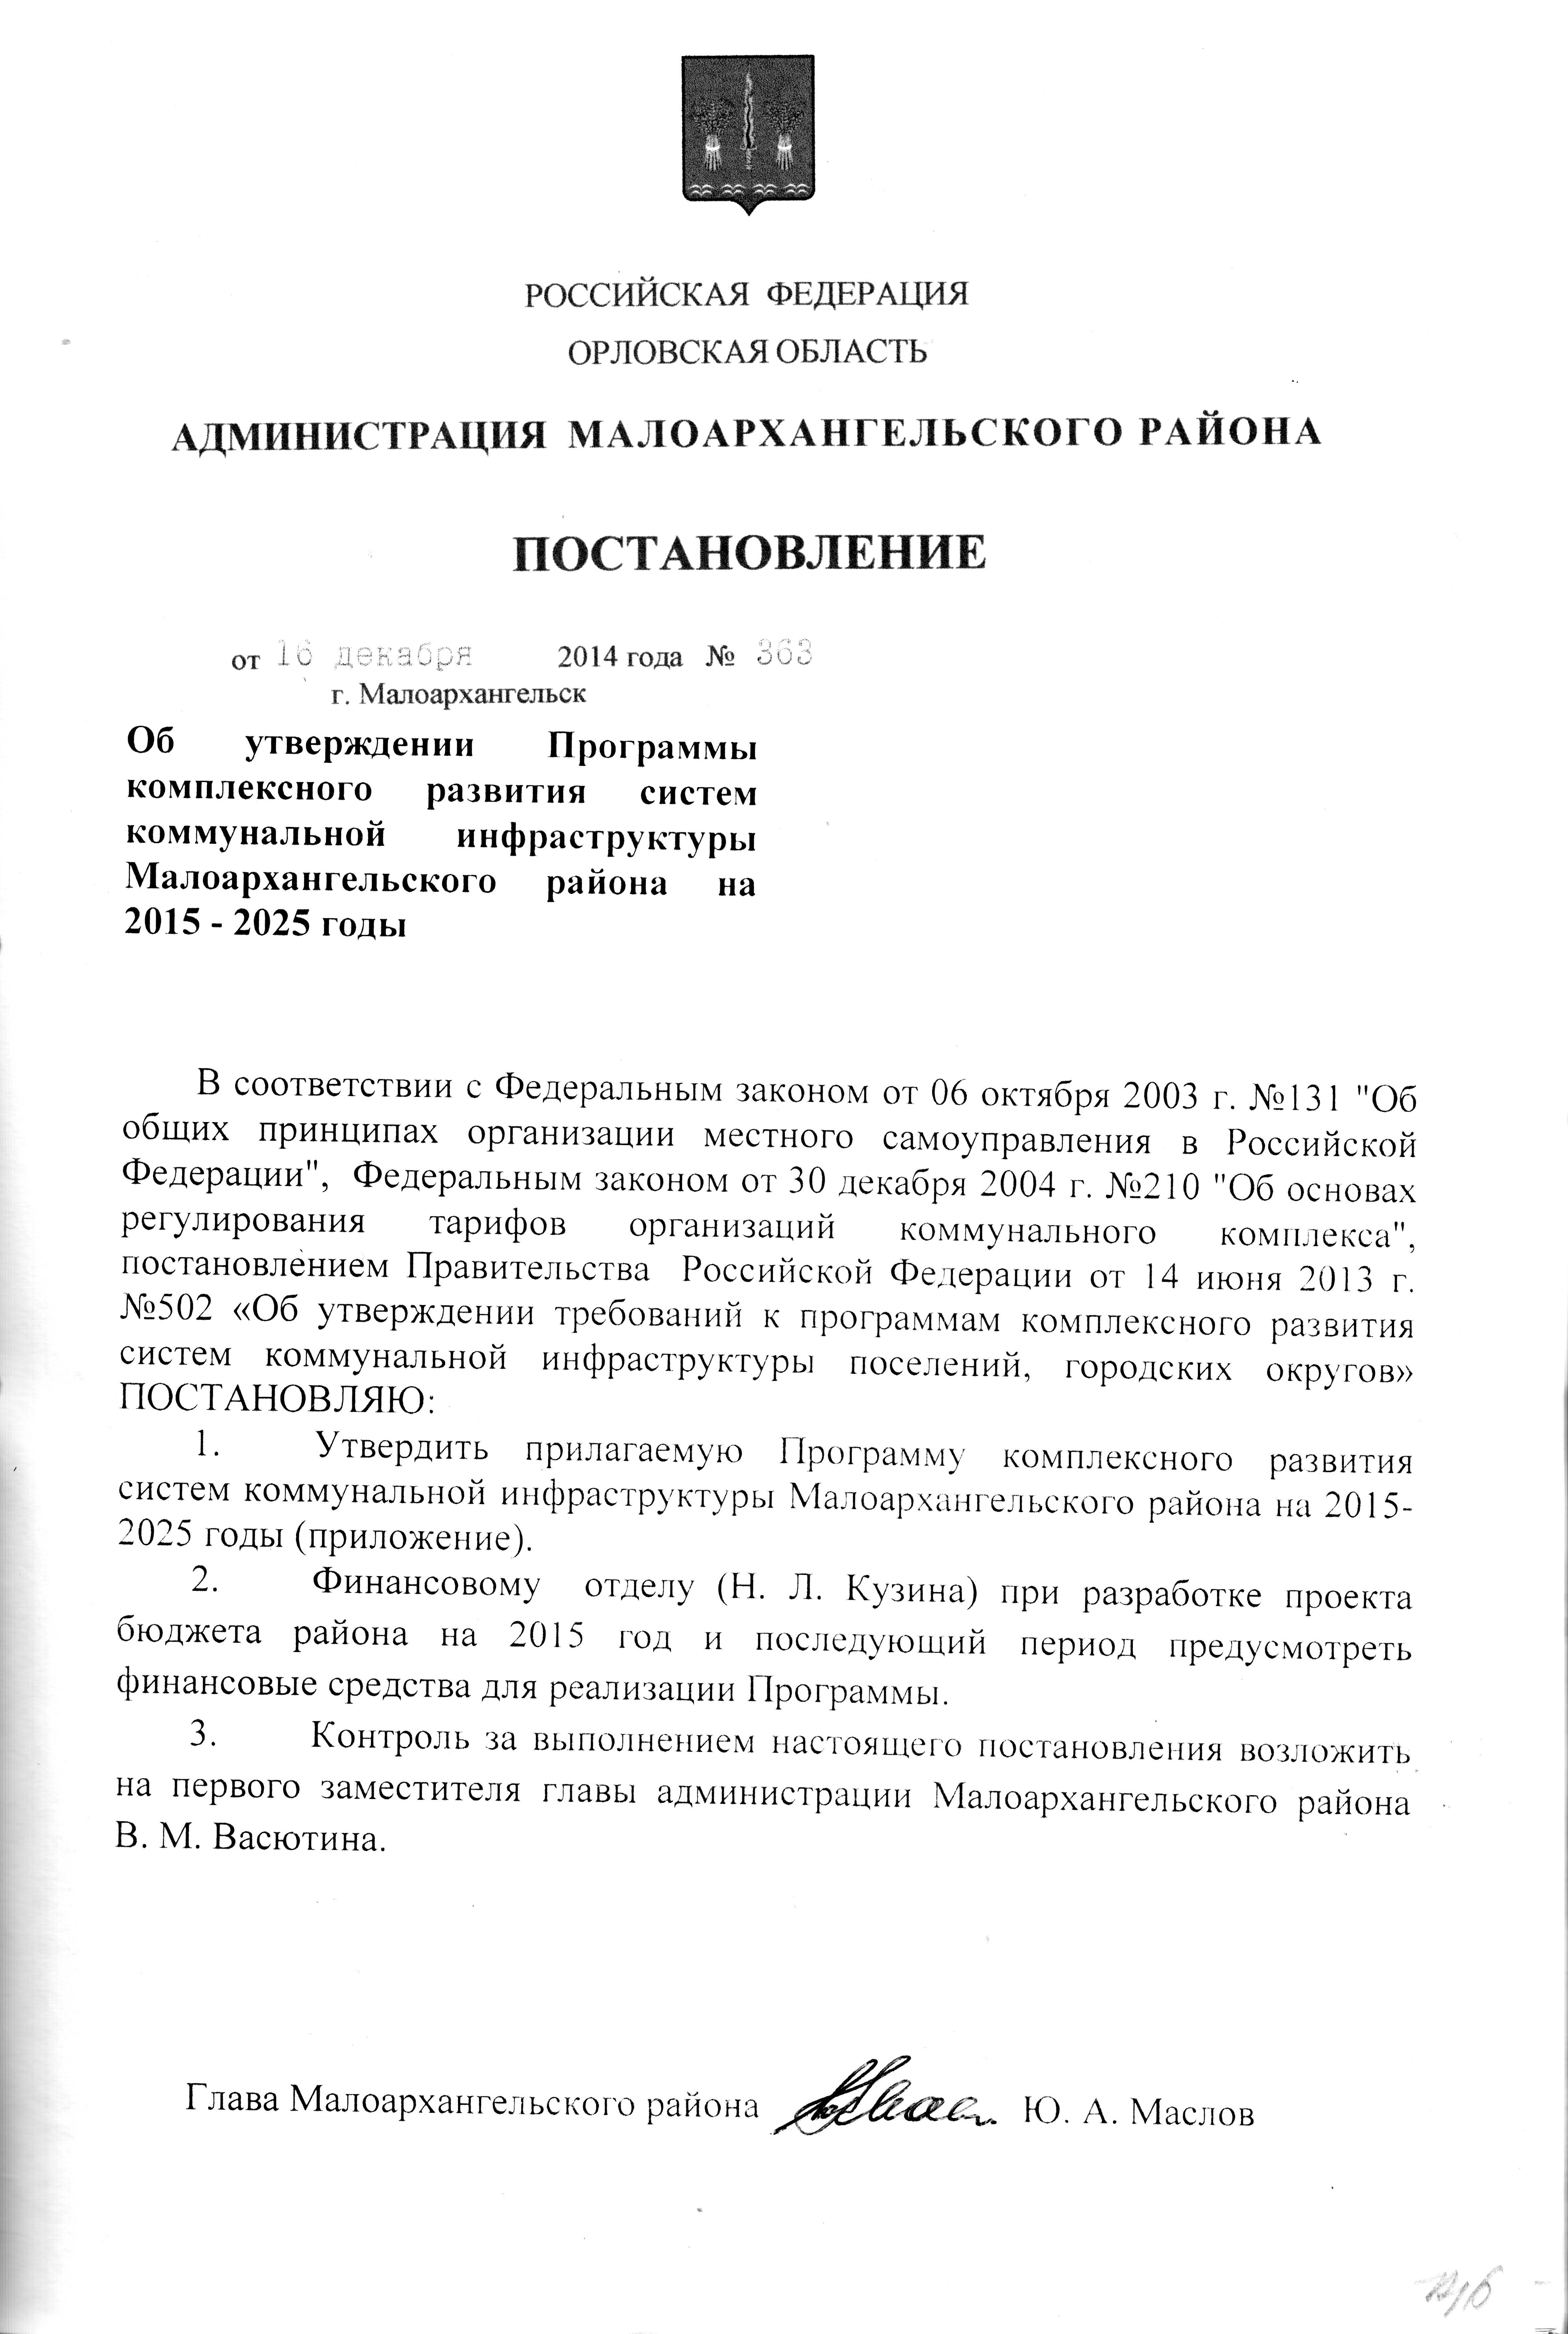 РОССИЙСКАЯ ФЕДЕРАЦИЯ
ОРЛОВСКАЯ ОБЛАСТЬ
АДМИНИСТРАЦИЯ МАЛОАРХАНГЕЛЬСКОГО РАЙОНА
ПОСТАНОВЛЕНИЕ
от 16 декабря 2014 года № 363
г. Малоархангельск
Об утверждении Программы
комплексного развития систем
коммунальной инфраструктуры
Малоархангельского района на
2015 - 2025 годы
В соответствии с Федеральным законом от 06 октября 2003 г. №131 "Об
общих принципах организации местного самоуправления в Российской
Федерации", Федеральным законом от 30 декабря 2004 г. №210 "Об основах
регулирования тарифов организаций коммунального комплекса",
постановлением Правительства Российской Федерации от 14 июня 2013 г.
№502 «Об утверждении требований к программам комплексного развития
систем коммунальной инфраструктуры поселений, городских округов»
ПОСТАНОВЛЯЮ:
1. Утвердить прилагаемую Программу комплексного развития
систем коммунальной инфраструктуры Малоархангельского района на 2015-
2025 годы (приложение).
2. Финансовому отделу (Н. Л. Кузина) при разработке проекта
бюджета района на 2015 год и последующий период предусмотреть
финансовые средства для реализации Программы.
3. Контроль за выполнением настоящего постановления возложить
на первого заместителя главы администрации Малоархангельского района
В. М. Васютина.
Глава Малоархангельского района Ю. А. Маслов